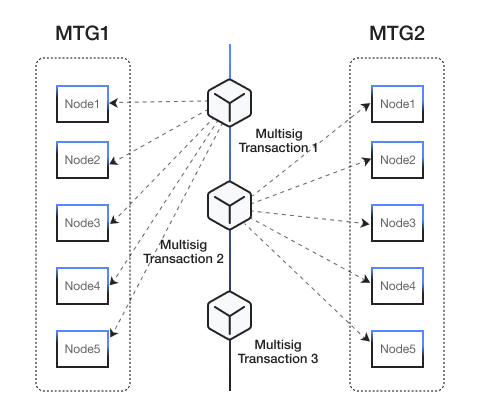 MTG1
MTG2
Node1
Node2
Node3
Node4
Node5
Multisig
Transaction 1
Multisig
Transaction 2
Multisig
Transaction 3
Node1
Node2
Node3
Node4
Node5